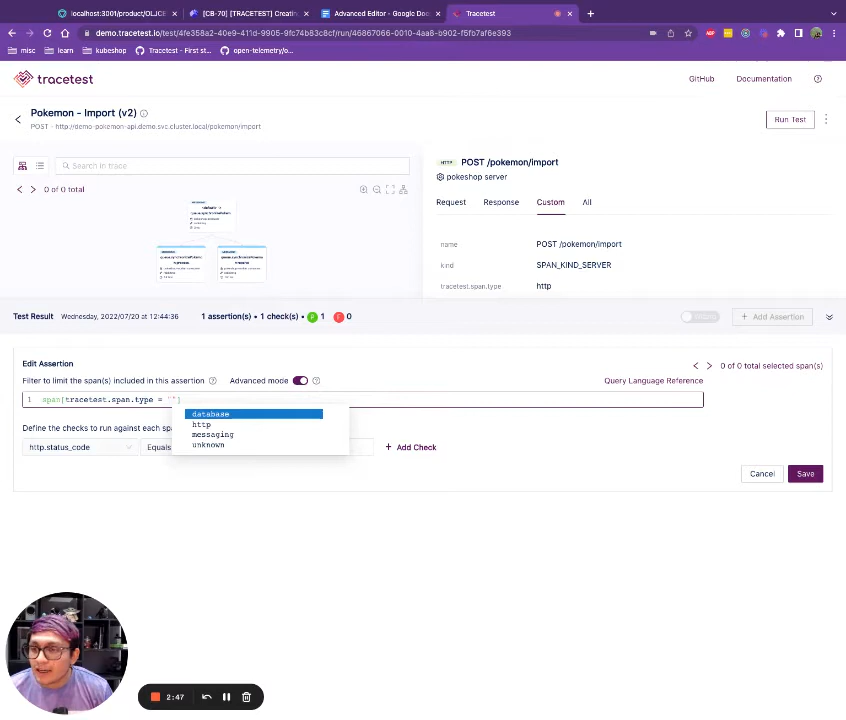 localhost:3001/product/OLJCE
[CB-70] [TRACETEST] Creatin
Advanced Editor - Google Doc
Tracetest
demo.tracetest.io/test/4fe358a2-40e9-411d-9905-9fc74b83c8cf/run/46867066-0010-4aa8-b902-f5fb7af8e393
misc
learn
kubeshop
Tracetest - First st...
open-telemetry/o...
tracetest
GitHub
Documentation
Pokemon - Import (v2)
POST - http://demo-pokemon-api.demo.svc.cluster.local/pokemon/import
Run Test
Search in trace
0 of 0 total
HTTP POST /pokemon/import
pokeshop server
Request Response Custom All
name POST /pokemon/import
kind SPAN_KIND_SERVER
tracetest.span.type http
Test Result Wednesday, 2022/07/20 at 12:44:36 1 assertion(s) • 1 check(s) • P 1 F 0
+ Add Assertion
Edit Assertion
0 of 0 total selected span(s)
Filter to limit the span(s) included in this assertion Advanced mode
Query Language Reference
1 span[tracetest.span.type = ""]
database
http
messaging
unknown
Define the checks to run against each spa
http.status_code Equals
+ Add Check
Cancel Save
2:47